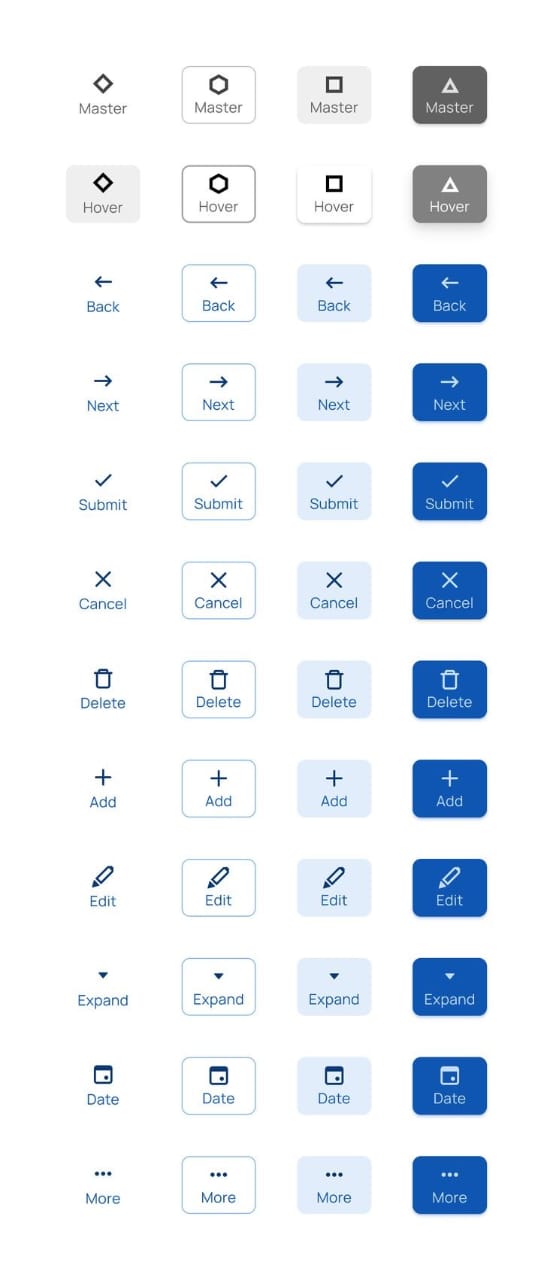 Master Master Master Master
Hover Hover Hover Hover
Back Back Back Back
Next Next Next Next
Submit Submit Submit Submit
Cancel Cancel Cancel Cancel
Delete Delete Delete Delete
Add Add Add Add
Edit Edit Edit Edit
Expand Expand Expand Expand
Date Date Date Date
More More More More